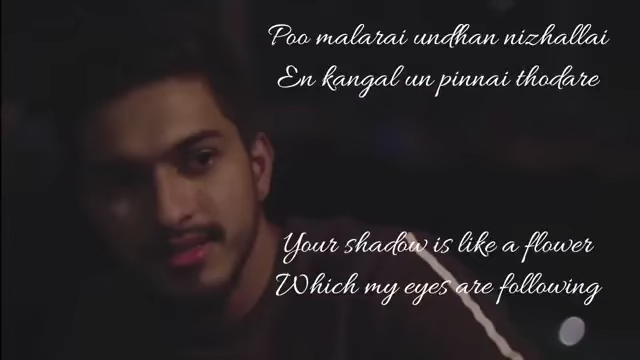 Poo malarai undhan nizhallai
En kangal un pinnai thodare
Your shadow is like a flower
Which my eyes are following